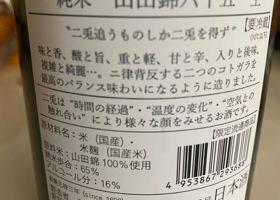 純米 山田錦六十五 生
"二兎追うものしか二兎を得ず"
【要冷蔵】
味と香、酸と旨、重と軽、甘と辛、入りと後味、
複雑と綺麗…。二律背反する二つのコトガラを
最高のバランス味わいになるように造りました。
二兎は"時間の経過"・"温度の変化"・"空気との
触れ合い"により様々な顔をみせるお酒です。
【限定流通商品】
原材料名：米（国産）・
米麹（国産米）
原料米：山田錦 100%使用
精米歩合：65%
アルコール分：16%
4 953867 293688
日本酒